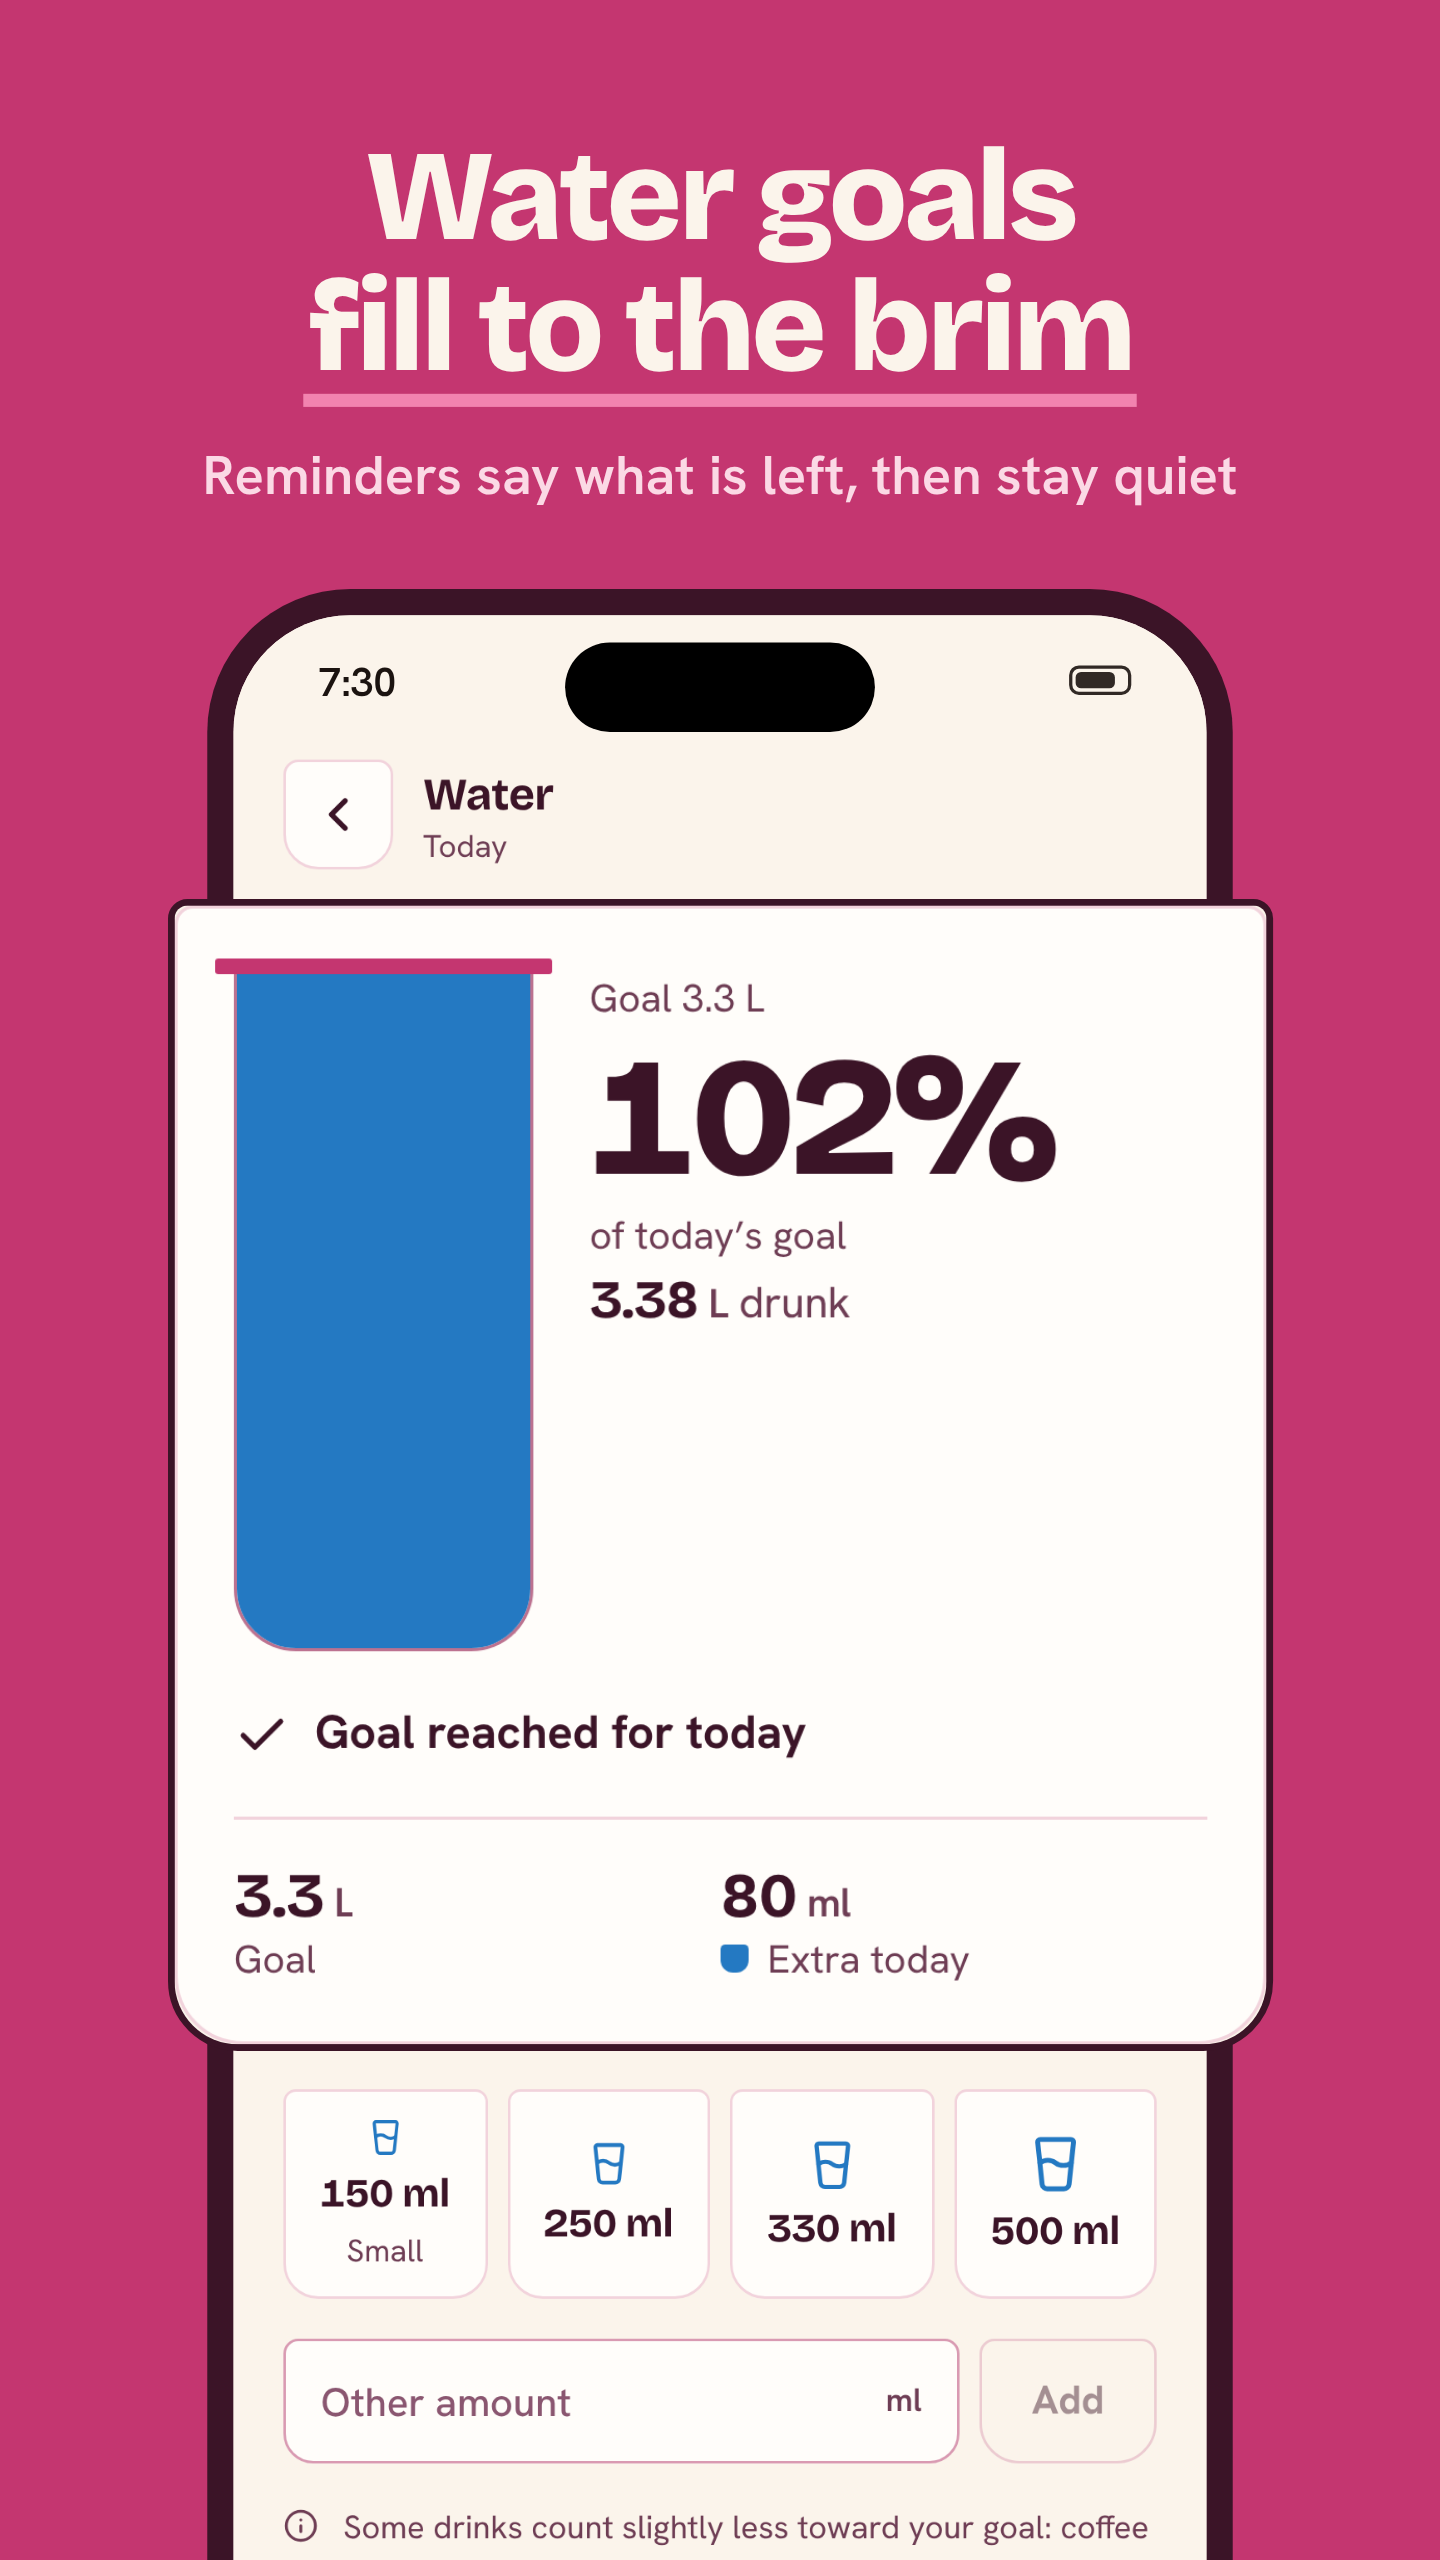 Water goals
fill to the brim
Reminders say what is left, then stay quiet
7:30
Water
Today
Goal 3.3 L
102%
of today’s goal
3.38 L drunk
Goal reached for today
3.3 L
Goal
80 ml
Extra today
150 ml
Small
250 ml
330 ml
500 ml
Other amount
ml
Add
Some drinks count slightly less toward your goal: coffee